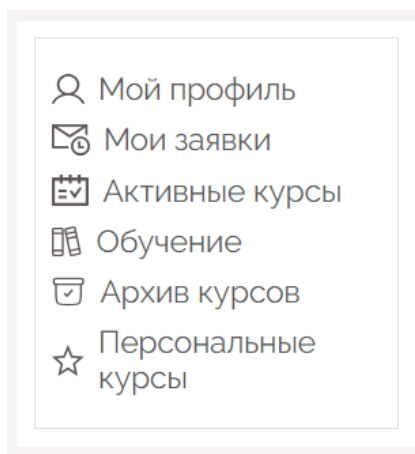 Мой профиль
Мои заявки
Активные курсы
Обучение
Архив курсов
Персональные
курсы